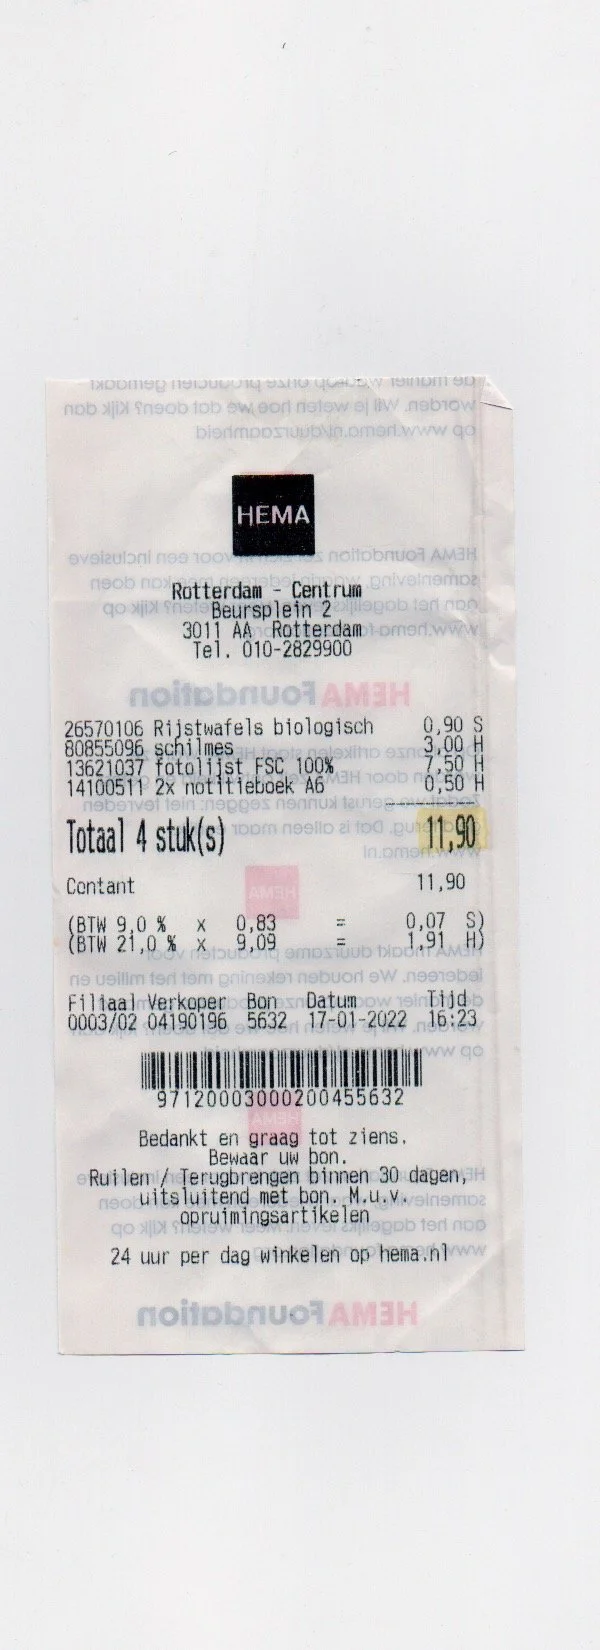 HEMA
Rotterdam - Centrum
Beursplein 2
3011 AA Rotterdam
Tel. 010-2829900
26570106 Rijstwafels biologisch 0,90 S
80855096 schilmes 3,00 H
13621037 fotolijst FSC 100% 7,50 H
14100511 2x notitieboek A6 0,50 H
Totaal 4 stuk(s) 11,90
Contant 11,90
(BTW 9,0 % x 0,83 = 0,07 S)
(BTW 21,0 % x 9,09 = 1,91 H)
Filiaal Verkoper Bon Datum Tijd
0003/02 04190196 5632 17-01-2022 16:23
97120003000200455632
Bedankt en graag tot ziens.
Bewaar uw bon.
Ruilen / Terugbrengen binnen 30 dagen,
uitsluitend met bon. M.u.v.
opruimingsartikelen
24 uur per dag winkelen op hema.nl
HEMA Foundation